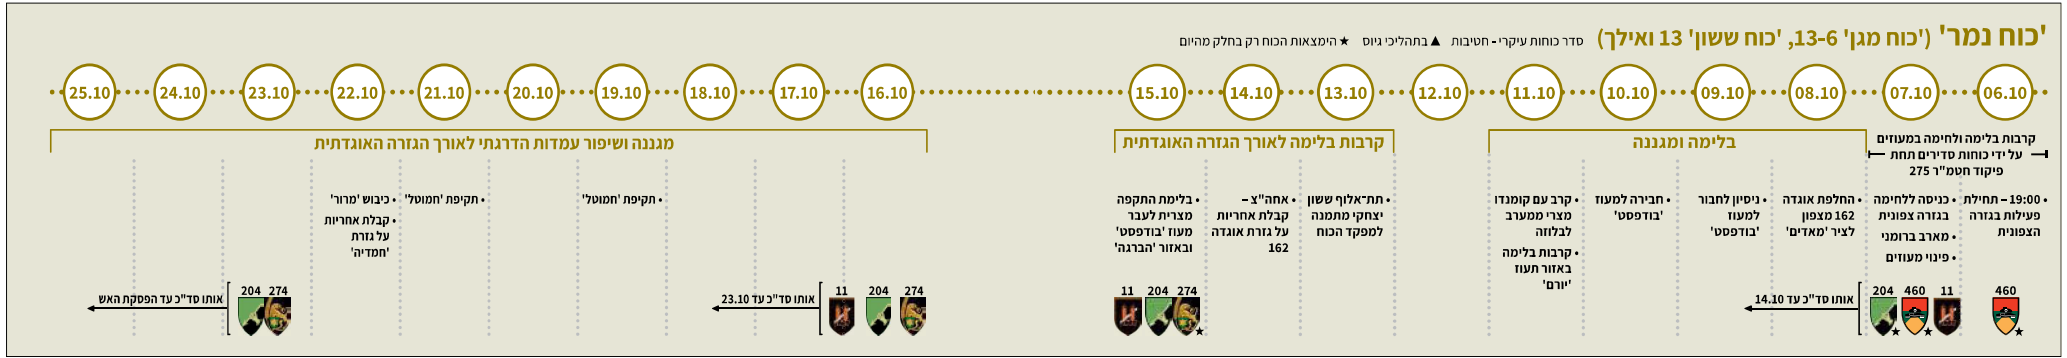 'כוח נמר' ('כוח מגן' 13-6, 'כוח ששון' 13 ואילך) סדר כוחות עיקרי - חטיבות ▲ בתהליכי גיוס ★ הימצאות הכוח רק בחלק מהיום
06.10 07.10 08.10 09.10 10.10 11.10 12.10 13.10 14.10 15.10 16.10 17.10 18.10 19.10 20.10 21.10 22.10 23.10 24.10 25.10
קרבות בלימה ולחימה במעוזים
על ידי כוחות סדירים תחת
פיקוד חטמ"ר 275
בלימה ומגננה
קרבות בלימה לאורך הגזרה האוגדתית
מגננה ושיפור עמדות הדרגתי לאורך הגזרה האוגדתית
• 19:00 – תחילת
פעילות בגזרה
הצפונית
• כניסה ללחימה
בגזרה צפונית
• מארב ברומני
• פינוי מעוזים
• החלפת אוגדה
162 מצפון
לציר 'מאדים'
• ניסיון לחבור
למעוז
'בודפסט'
• חבירה למעוז
'בודפסט'
• קרב עם קומנדו
מצרי ממערב
לבלוזה
• קרבות בלימה
באזור תעוז
'יורם'
• תת־אלוף ששון
יצחקי מתמנה
למפקד הכוח
• אחה"צ –
קבלת אחריות
על גזרת אוגדה
162
• בלימת התקפה
מצרית לעבר
מעוז 'בודפסט'
ובאזור 'הברגה'
• תקיפת 'חמוטל'
• תקיפת 'חמוטל'
• כיבוש 'מרור'
• קבלת אחריות
על גזרת
'חמדיה'
460
11 460 204
אותו סד"כ עד 14.10
274 204 11
274 204 11
אותו סד"כ עד 23.10
274 204
אותו סד"כ עד הפסקת האש